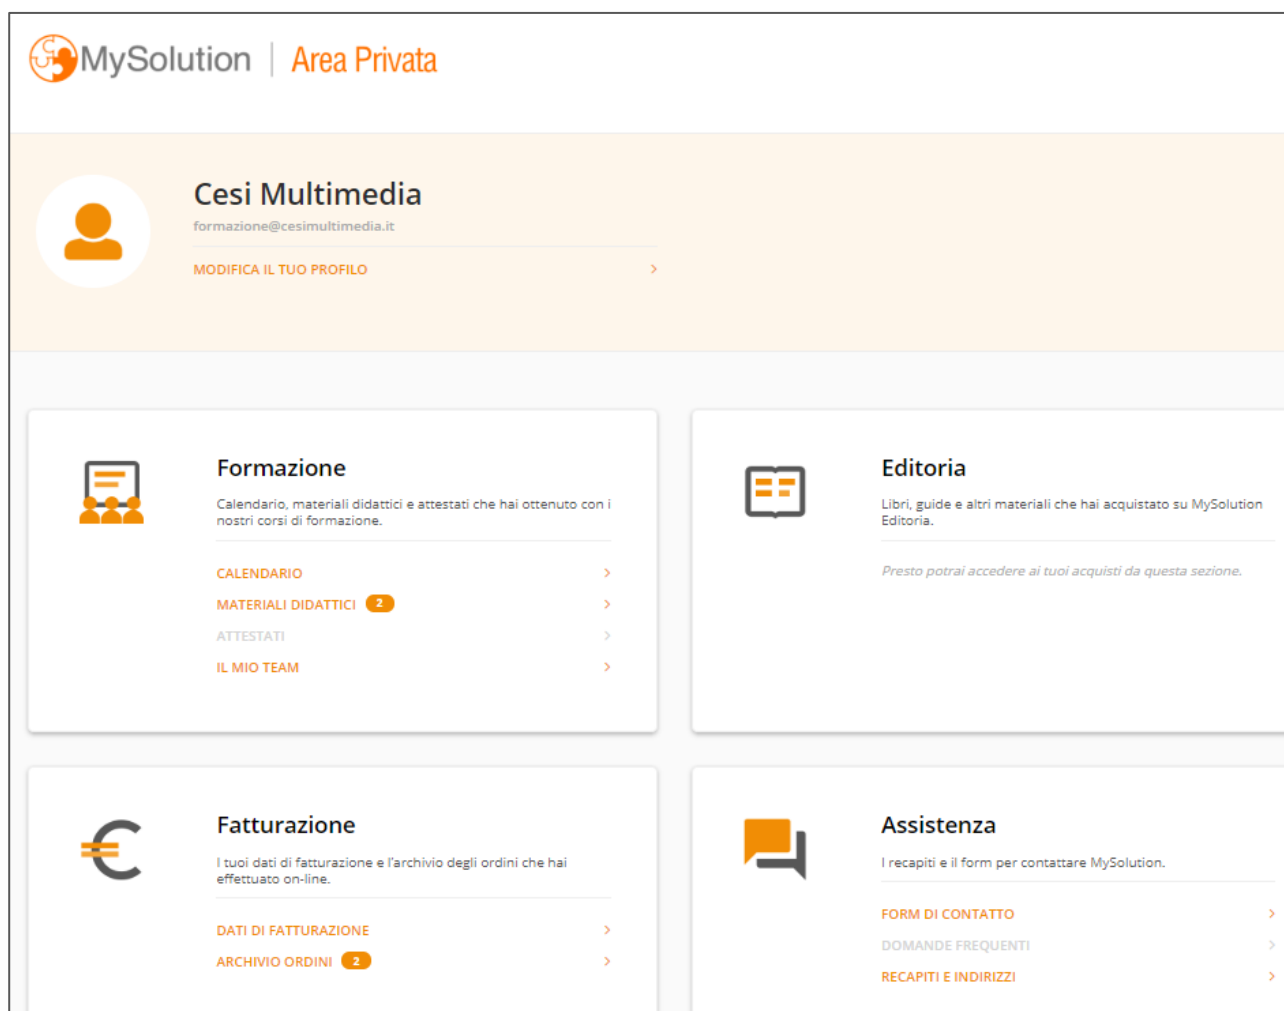 MySolution | Area Privata
Cesi Multimedia
formazione@cesimultimedia.it
MODIFICA IL TUO PROFILO
Formazione
Calendario, materiali didattici e attestati che hai ottenuto con i
nostri corsi di formazione.
CALENDARIO
MATERIALI DIDATTICI 2
ATTESTATI
IL MIO TEAM
Editoria
Libri, guide e altri materiali che hai acquistato su MySolution
Editoria.
Presto potrai accedere ai tuoi acquisti da questa sezione.
Fatturazione
I tuoi dati di fatturazione e l'archivio degli ordini che hai
effettuato on-line.
DATI DI FATTURAZIONE
ARCHIVIO ORDINI 2
Assistenza
I recapiti e il form per contattare MySolution.
FORM DI CONTATTO
DOMANDE FREQUENTI
RECAPITI E INDIRIZZI